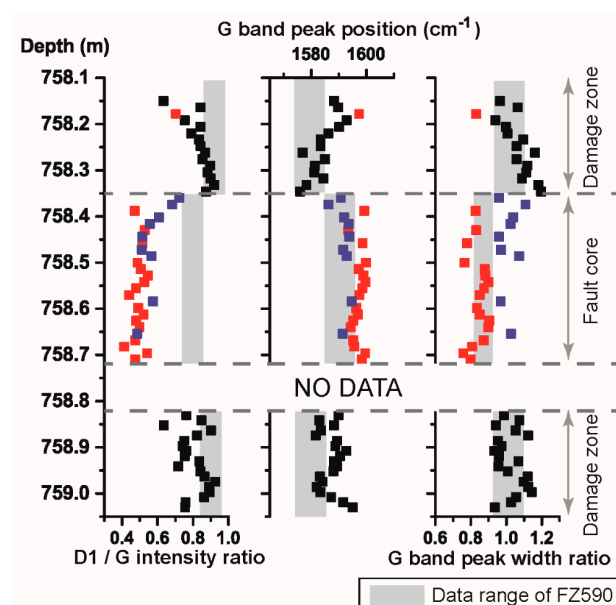 G band peak position (cm⁻¹)
Depth (m)
1580 1600
758.1
758.2
758.3
758.4
758.5
758.6
758.7
758.8
758.9
759.0
Damage zone
Fault core
NO DATA
Damage zone
0.4 0.6 0.8 1.0
0.6 0.8 1.0 1.2
D1 / G intensity ratio
G band peak width ratio
Data range of FZ590